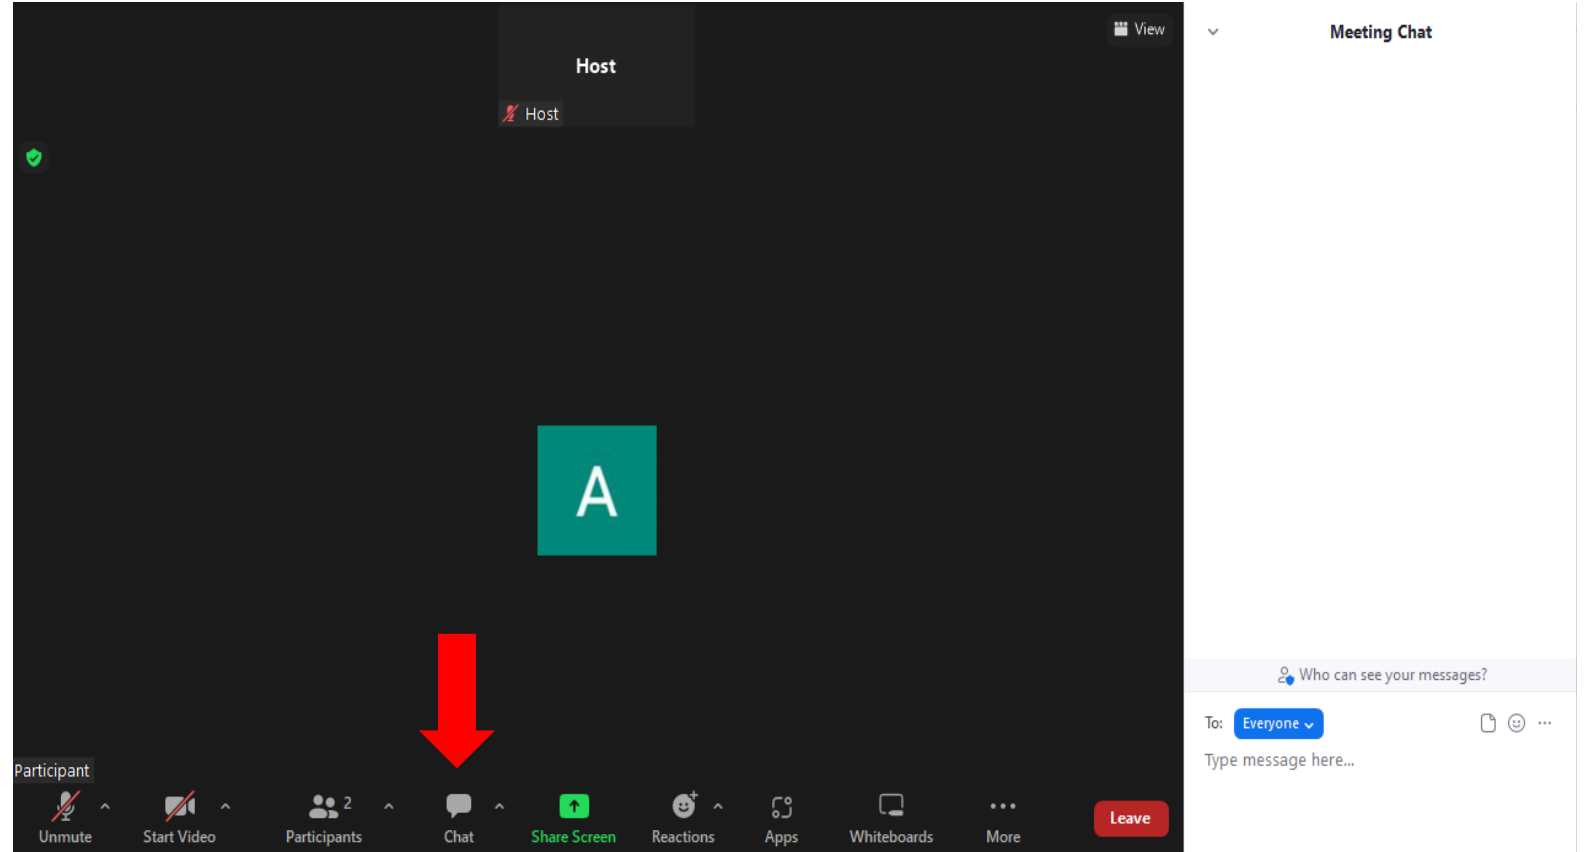 Host
Host
View
A
Participant
Unmute
Start Video
2
Participants
Chat
Share Screen
Reactions
Apps
Whiteboards
More
Leave
Meeting Chat
Who can see your messages?
To: Everyone
Type message here...